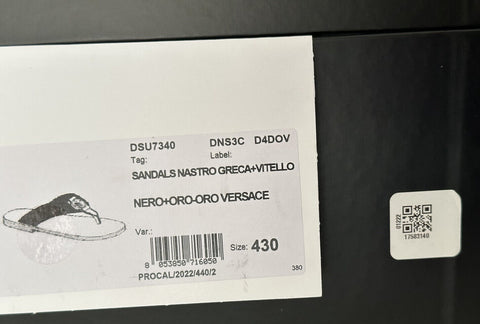 DSU7340 DNS3C D4DOV
Tag: Label:
SANDALS NASTRO GRECA+VITELLO
NERO+ORO-ORO VERSACE
Var.:
Size: 430
8 053850 716050
PROCAL/2022/440/2
380
01222
17582140